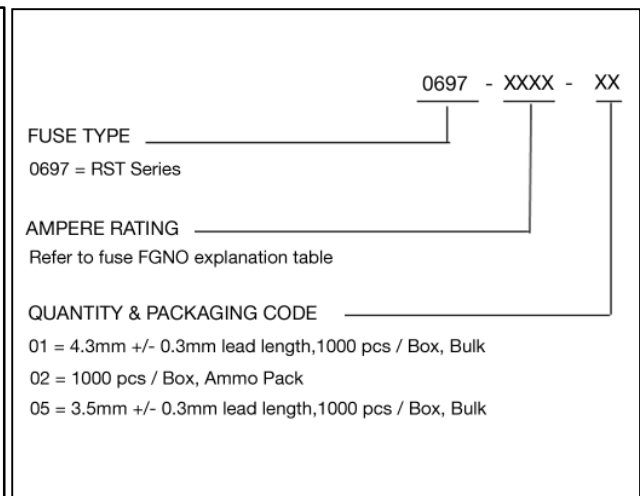 0697 - XXXX - XX
FUSE TYPE
0697 = RST Series
AMPERE RATING
Refer to fuse FGNO explanation table
QUANTITY & PACKAGING CODE
01 = 4.3mm +/- 0.3mm lead length,1000 pcs / Box, Bulk
02 = 1000 pcs / Box, Ammo Pack
05 = 3.5mm +/- 0.3mm lead length,1000 pcs / Box, Bulk